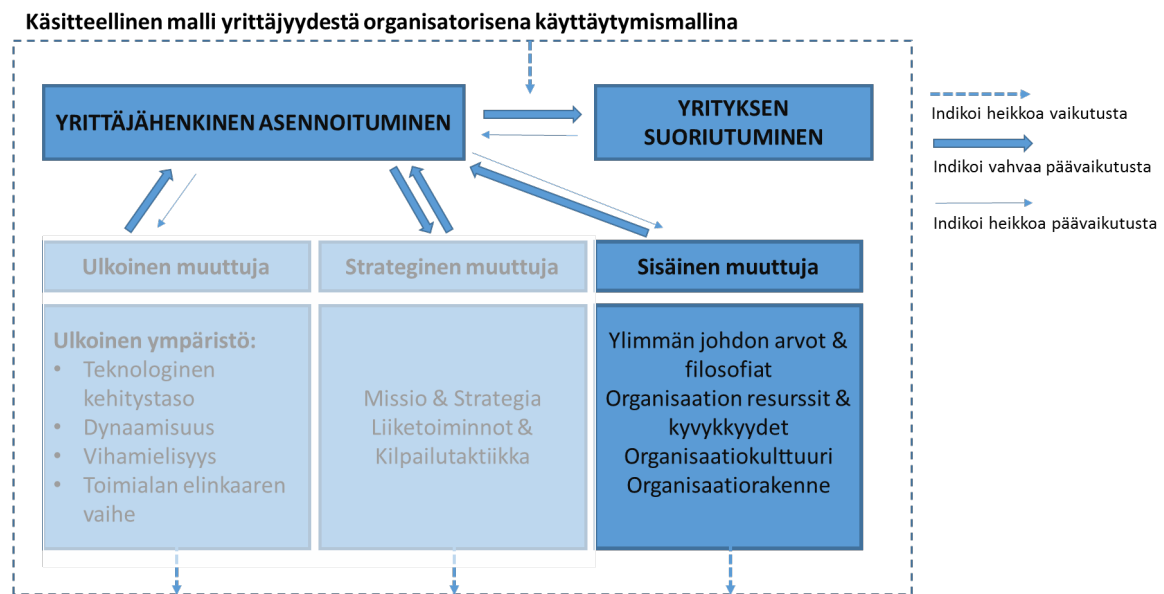 Käsitteellinen malli yrittäjyydestä organisatorisena käyttäytymismallina
YRITTÄJÄHENKINEN ASENNOITUMINEN
YRITYKSEN
SUORIUTUMINEN
Indikoi heikkoa vaikutusta
Indikoi vahvaa päävaikutusta
Indikoi heikkoa päävaikutusta
Ulkoinen muuttuja
Strateginen muuttuja
Sisäinen muuttuja
Ulkoinen ympäristö:
• Teknologinen
kehitystaso
• Dynaamisuus
• Vihamielisyys
• Toimialan elinkaaren
vaihe
Missio & Strategia
Liiketoiminnot &
Kilpailutaktiikka
Ylimmän johdon arvot &
filosofiat
Organisaation resurssit &
kyvykkyydet
Organisaatiokulttuuri
Organisaatiorakenne